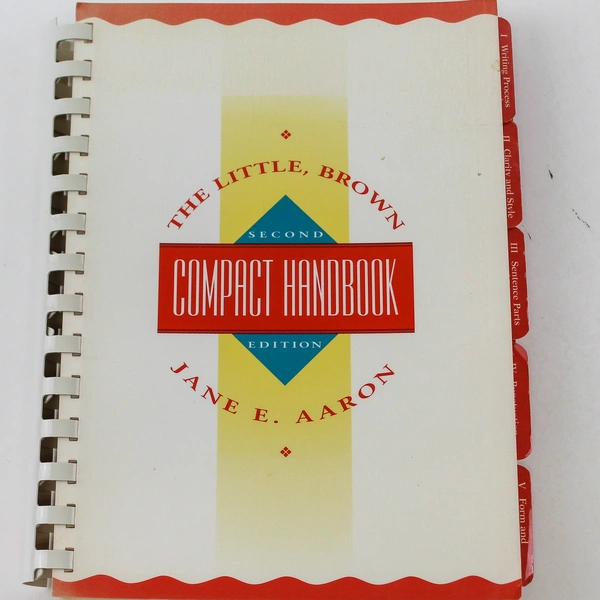 THE LITTLE, BROWN
SECOND
COMPACT HANDBOOK
EDITION
JANE E. AARON
I Writing Process
II Clarity and Style
III Sentence Parts
V Form and